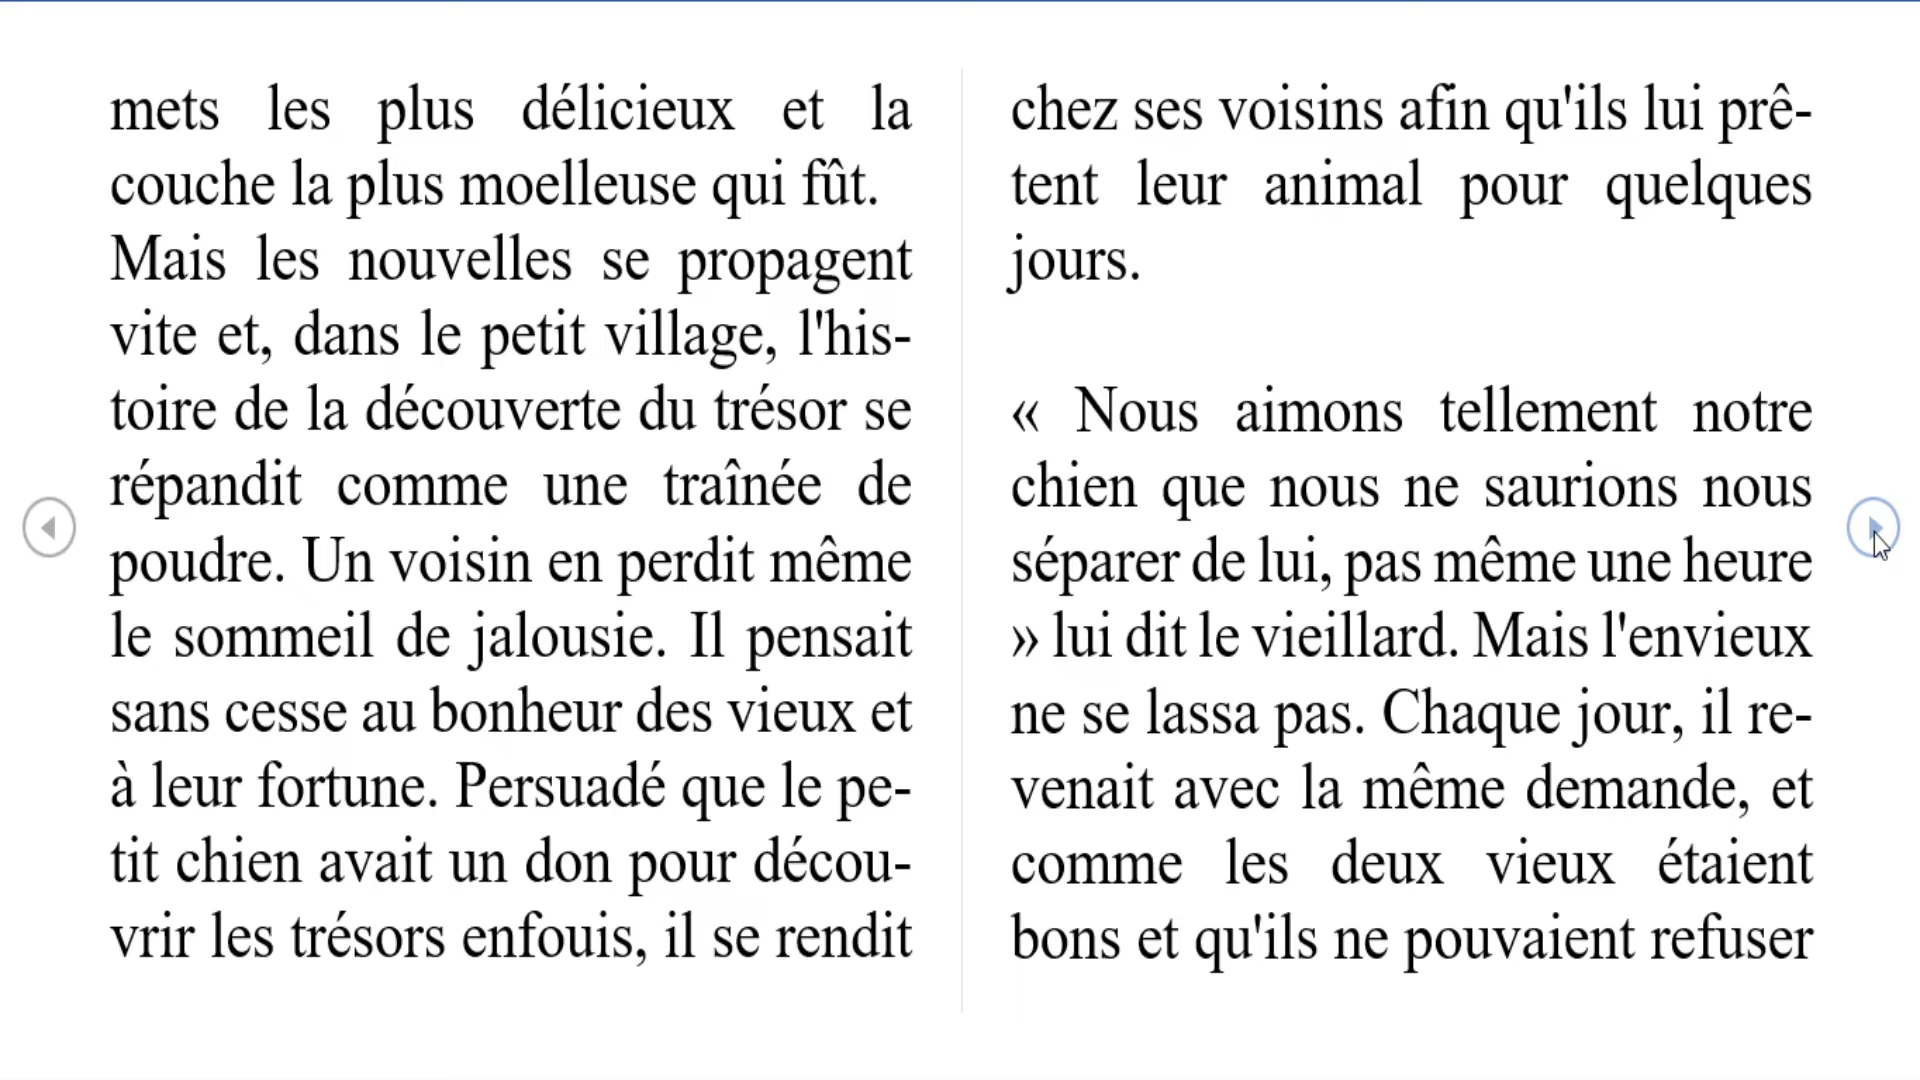 mets les plus délicieux et la
couche la plus moelleuse qui fût.
Mais les nouvelles se propagent
vite et, dans le petit village, l'his-
toire de la découverte du trésor se
répandit comme une traînée de
poudre. Un voisin en perdit même
le sommeil de jalousie. Il pensait
sans cesse au bonheur des vieux et
à leur fortune. Persuadé que le pe-
tit chien avait un don pour décou-
vrir les trésors enfouis, il se rendit
chez ses voisins afin qu'ils lui prê-
tent leur animal pour quelques
jours.
« Nous aimons tellement notre
chien que nous ne saurions nous
séparer de lui, pas même une heure
» lui dit le vieillard. Mais l'envieux
ne se lassa pas. Chaque jour, il re-
venait avec la même demande, et
comme les deux vieux étaient
bons et qu'ils ne pouvaient refuser